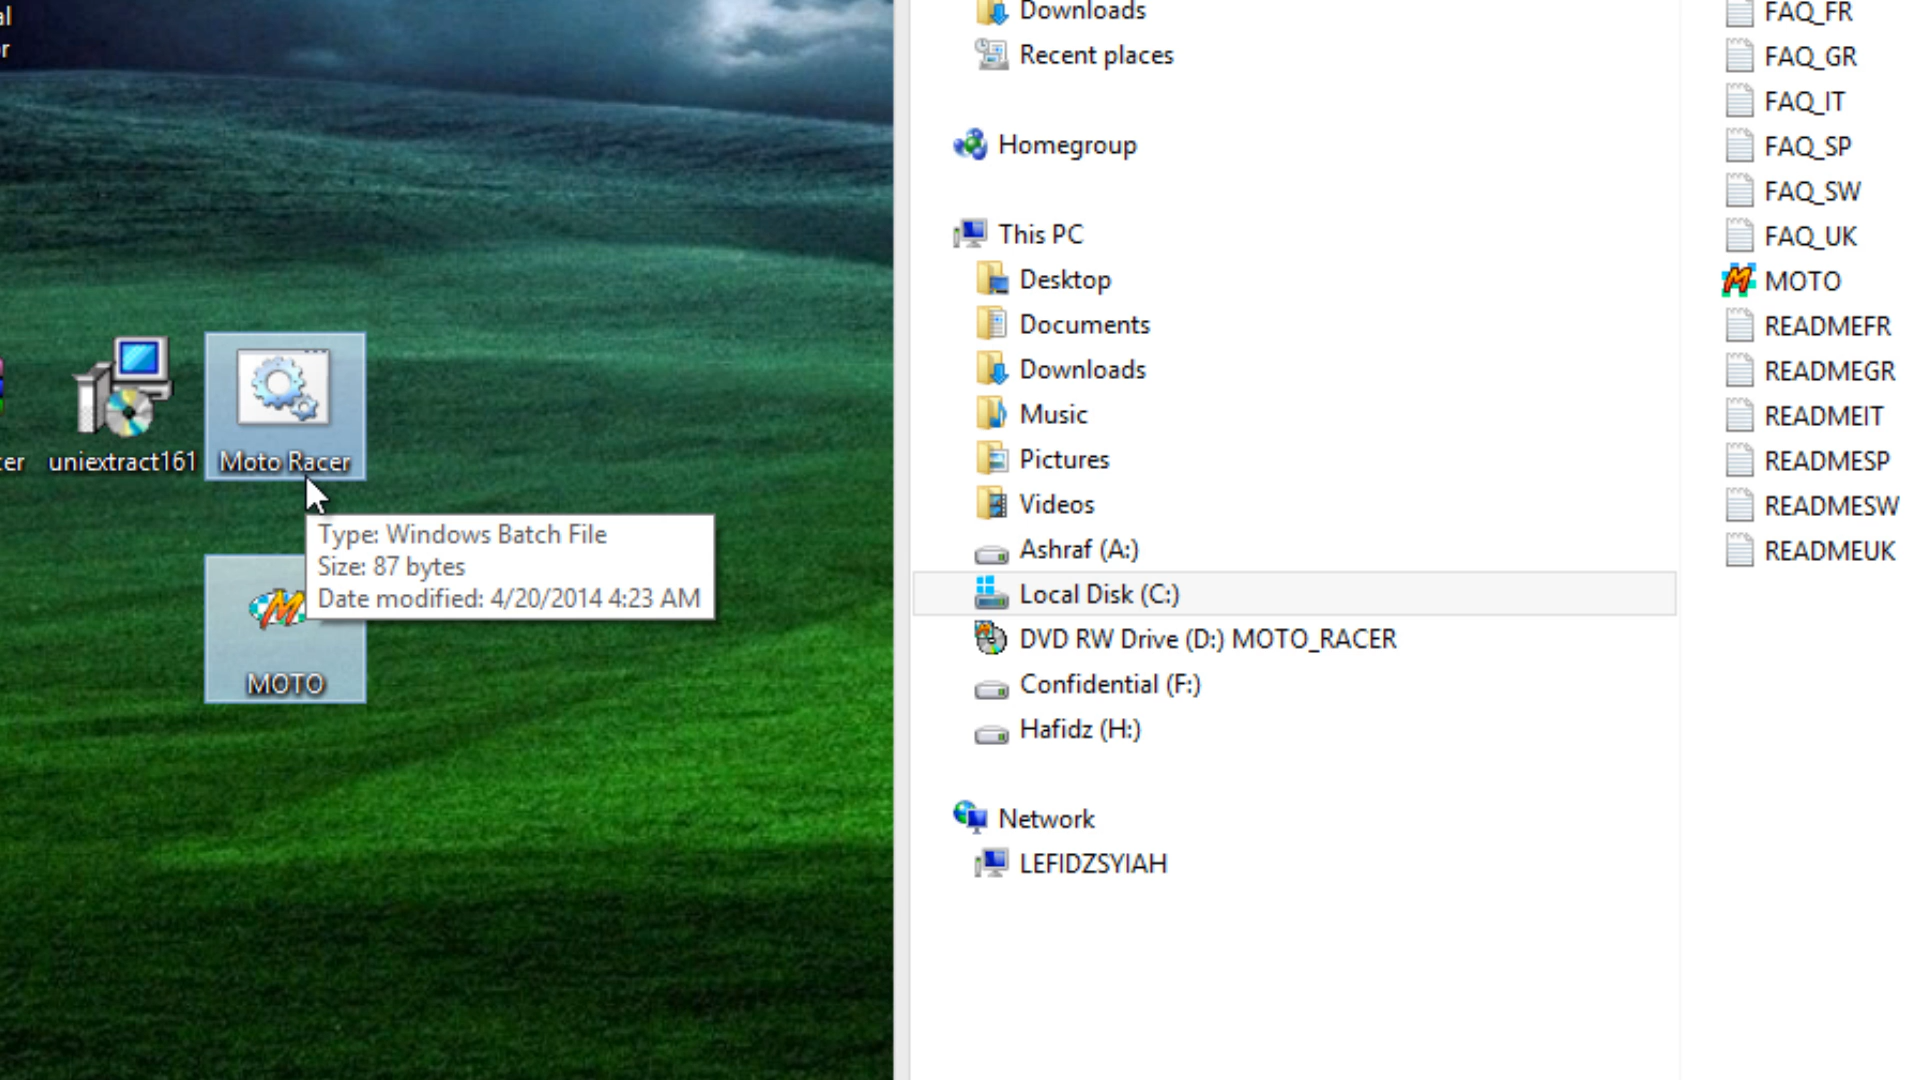 al
r
cer
uniextract161
Moto Racer
Type: Windows Batch File
Size: 87 bytes
Date modified: 4/20/2014 4:23 AM
MOTO
Downloads
Recent places
Homegroup
This PC
Desktop
Documents
Downloads
Music
Pictures
Videos
Ashraf (A:)
Local Disk (C:)
DVD RW Drive (D:) MOTO_RACER
Confidential (F:)
Hafidz (H:)
Network
LEFIDZSYIAH
FAQ_FR
FAQ_GR
FAQ_IT
FAQ_SP
FAQ_SW
FAQ_UK
MOTO
READMEFR
READMEGR
READMEIT
READMESP
READMESW
READMEUK